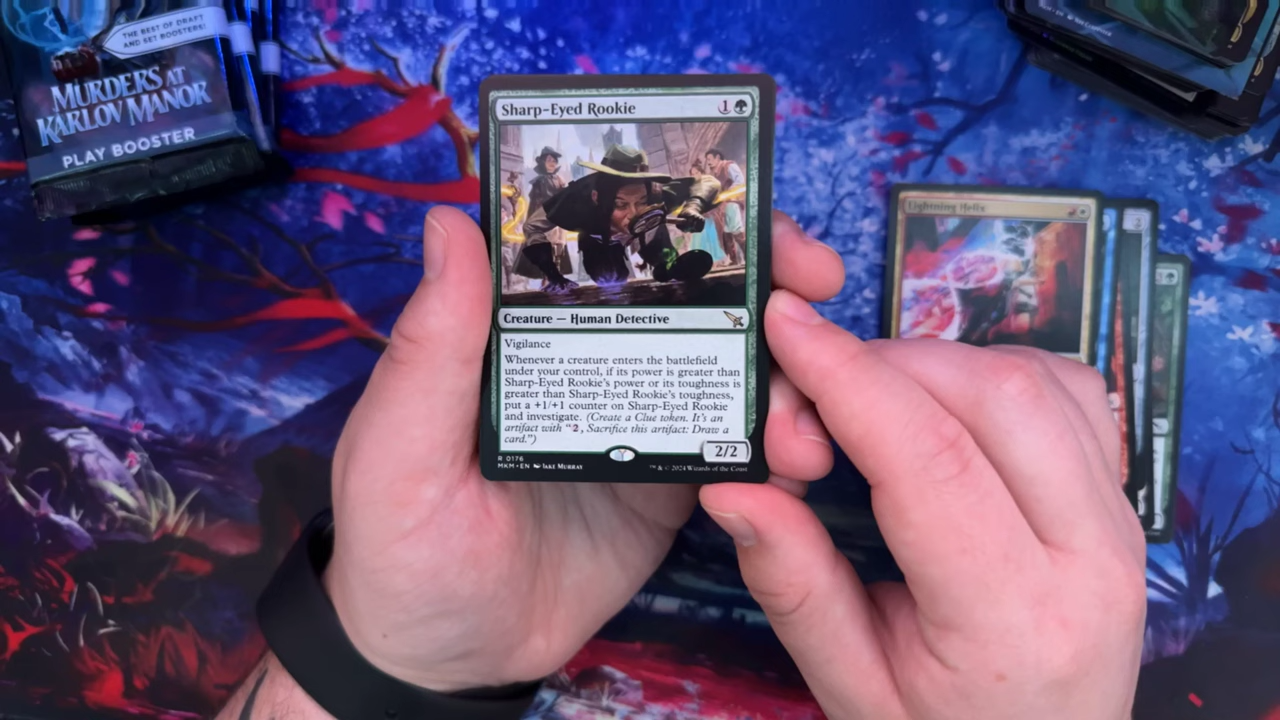 THE BEST OF DRAFT
AND SET BOOSTERS!
MURDERS AT
KARLOV MANOR
PLAY BOOSTER
Sharp-Eyed Rookie
1
Creature — Human Detective
Vigilance
Whenever a creature enters the battlefield
under your control, if its power is greater than
Sharp-Eyed Rookie's power or its toughness is
greater than Sharp-Eyed Rookie's toughness,
put a +1/+1 counter on Sharp-Eyed Rookie
and investigate. (Create a Clue token. It's an
artifact with "2, Sacrifice this artifact: Draw a
card.")
2/2
R 0176
MKM • EN JAKE MURRAY
™ & © 2024 Wizards of the Coast
Lightning Helix
3
3